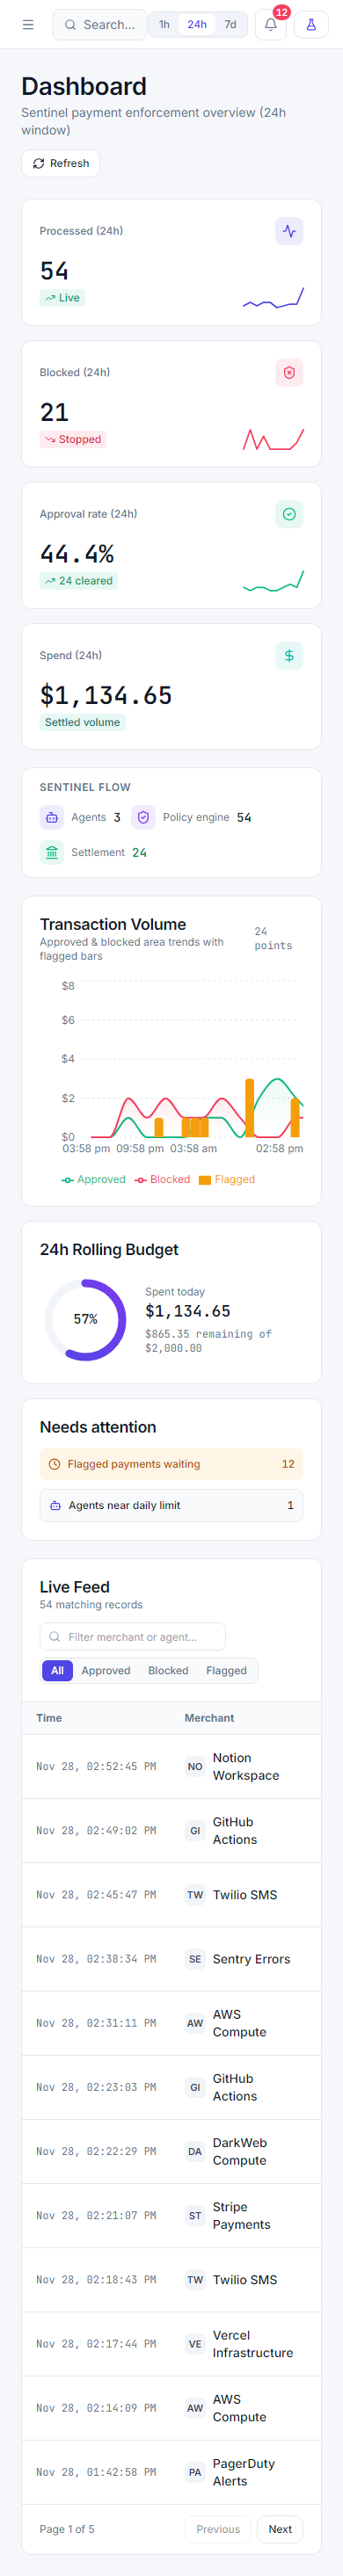 Search...
1h 24h 7d
12
Dashboard
Sentinel payment enforcement overview (24h
window)
Refresh
Processed (24h)
54
Live
Blocked (24h)
21
Stopped
Approval rate (24h)
44.4%
24 cleared
Spend (24h)
$1,134.65
Settled volume
SENTINEL FLOW
Agents 3 Policy engine 54
Settlement 24
Transaction Volume
Approved & blocked area trends with
flagged bars
24
points
$8
$6
$4
$2
$0
03:58 pm 09:58 pm 03:58 am 02:58 pm
Approved Blocked Flagged
24h Rolling Budget
57%
Spent today
$1,134.65
$865.35 remaining of
$2,000.00
Needs attention
Flagged payments waiting 12
Agents near daily limit 1
Live Feed
54 matching records
Filter merchant or agent...
All Approved Blocked Flagged
Time Merchant
Nov 28, 02:52:45 PM NO Notion
Workspace
Nov 28, 02:49:02 PM GI GitHub
Actions
Nov 28, 02:45:47 PM TW Twilio SMS
Nov 28, 02:38:34 PM SE Sentry Errors
Nov 28, 02:31:11 PM AW AWS
Compute
Nov 28, 02:23:03 PM GI GitHub
Actions
Nov 28, 02:22:29 PM DA DarkWeb
Compute
Nov 28, 02:21:07 PM ST Stripe
Payments
Nov 28, 02:18:43 PM TW Twilio SMS
Nov 28, 02:17:44 PM VE Vercel
Infrastructure
Nov 28, 02:14:09 PM AW AWS
Compute
Nov 28, 01:42:58 PM PA PagerDuty
Alerts
Page 1 of 5 Previous Next